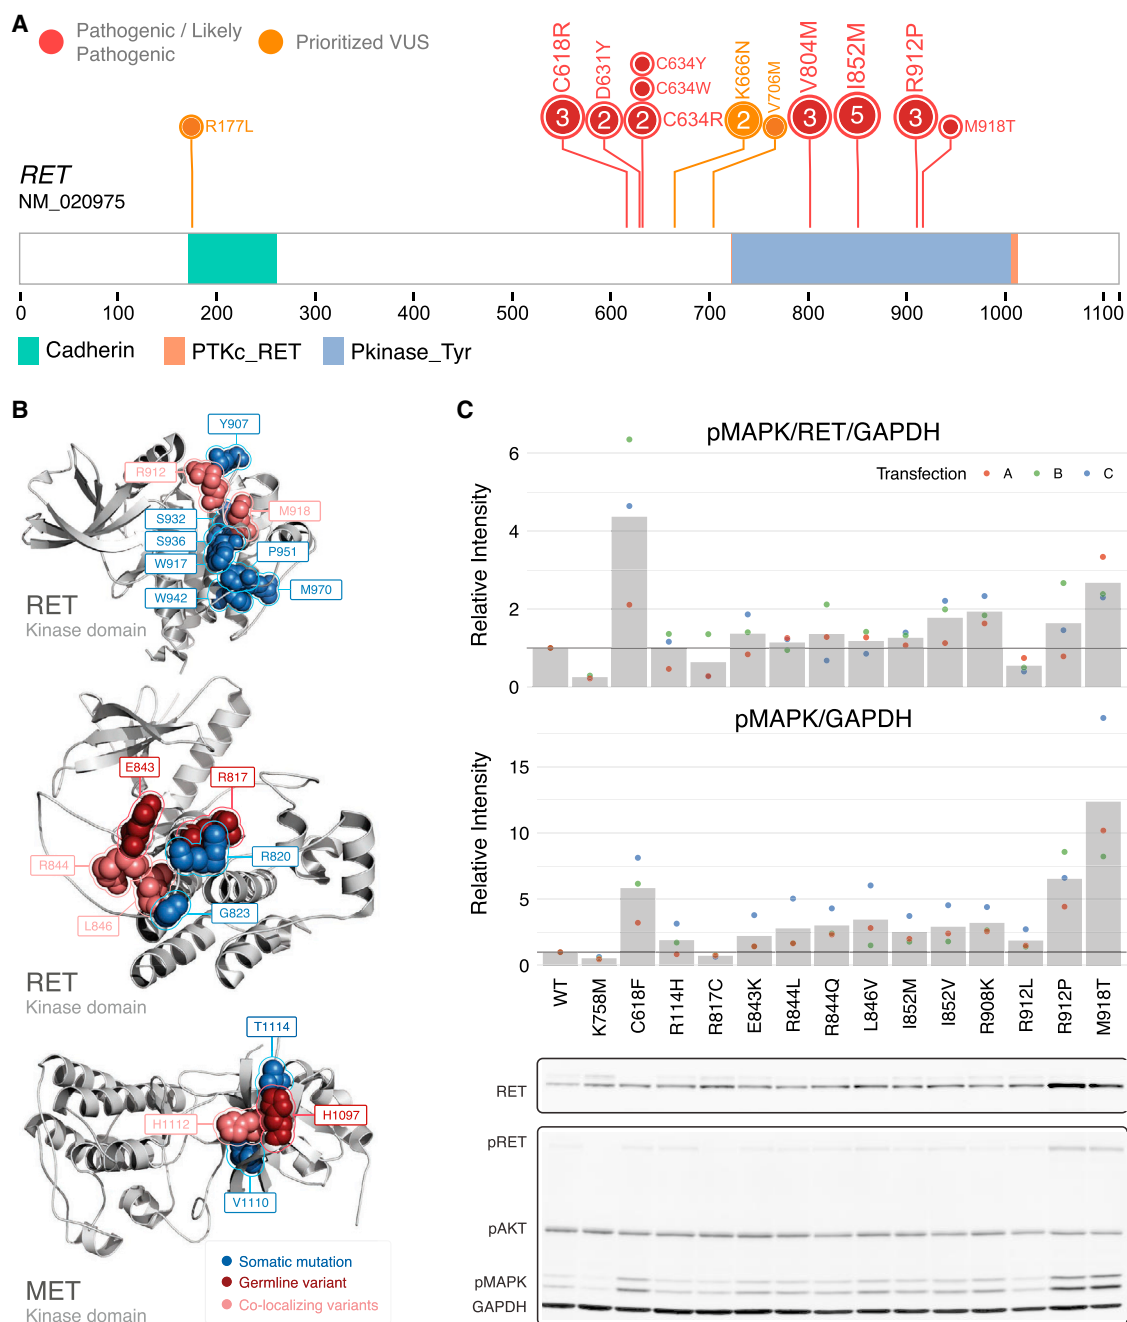 A
Pathogenic / Likely
Pathogenic
Prioritized VUS
R177L
C618R
D631Y
C634Y
C634W
C634R
K666N
V706M
V804M
I852M
R912P
M918T
3
2
2
2
3
5
3
RET
NM_020975
0 100 200 300 400 500 600 700 800 900 1000 1100
Cadherin
PTKc_RET
Pkinase_Tyr
B
Y907
R912
M918
S932
S936
W917
P951
W942
M970
RET
Kinase domain
E843
R817
R844
R820
L846
G823
RET
Kinase domain
T1114
H1112
H1097
V1110
MET
Kinase domain
Somatic mutation
Germline variant
Co-localizing variants
C
pMAPK/RET/GAPDH
Transfection A B C
Relative Intensity
6
4
2
0
pMAPK/GAPDH
Relative Intensity
15
10
5
0
WT
K758M
C618F
R114H
R817C
E843K
R844L
R844Q
L846V
I852M
I852V
R908K
R912L
R912P
M918T
RET
pRET
pAKT
pMAPK
GAPDH